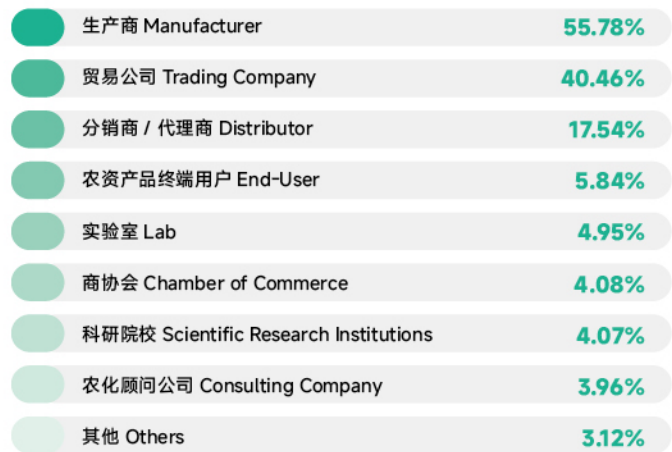 生产商 Manufacturer 55.78%
贸易公司 Trading Company 40.46%
分销商 / 代理商 Distributor 17.54%
农资产品终端用户 End-User 5.84%
实验室 Lab 4.95%
商协会 Chamber of Commerce 4.08%
科研院校 Scientific Research Institutions 4.07%
农化顾问公司 Consulting Company 3.96%
其他 Others 3.12%